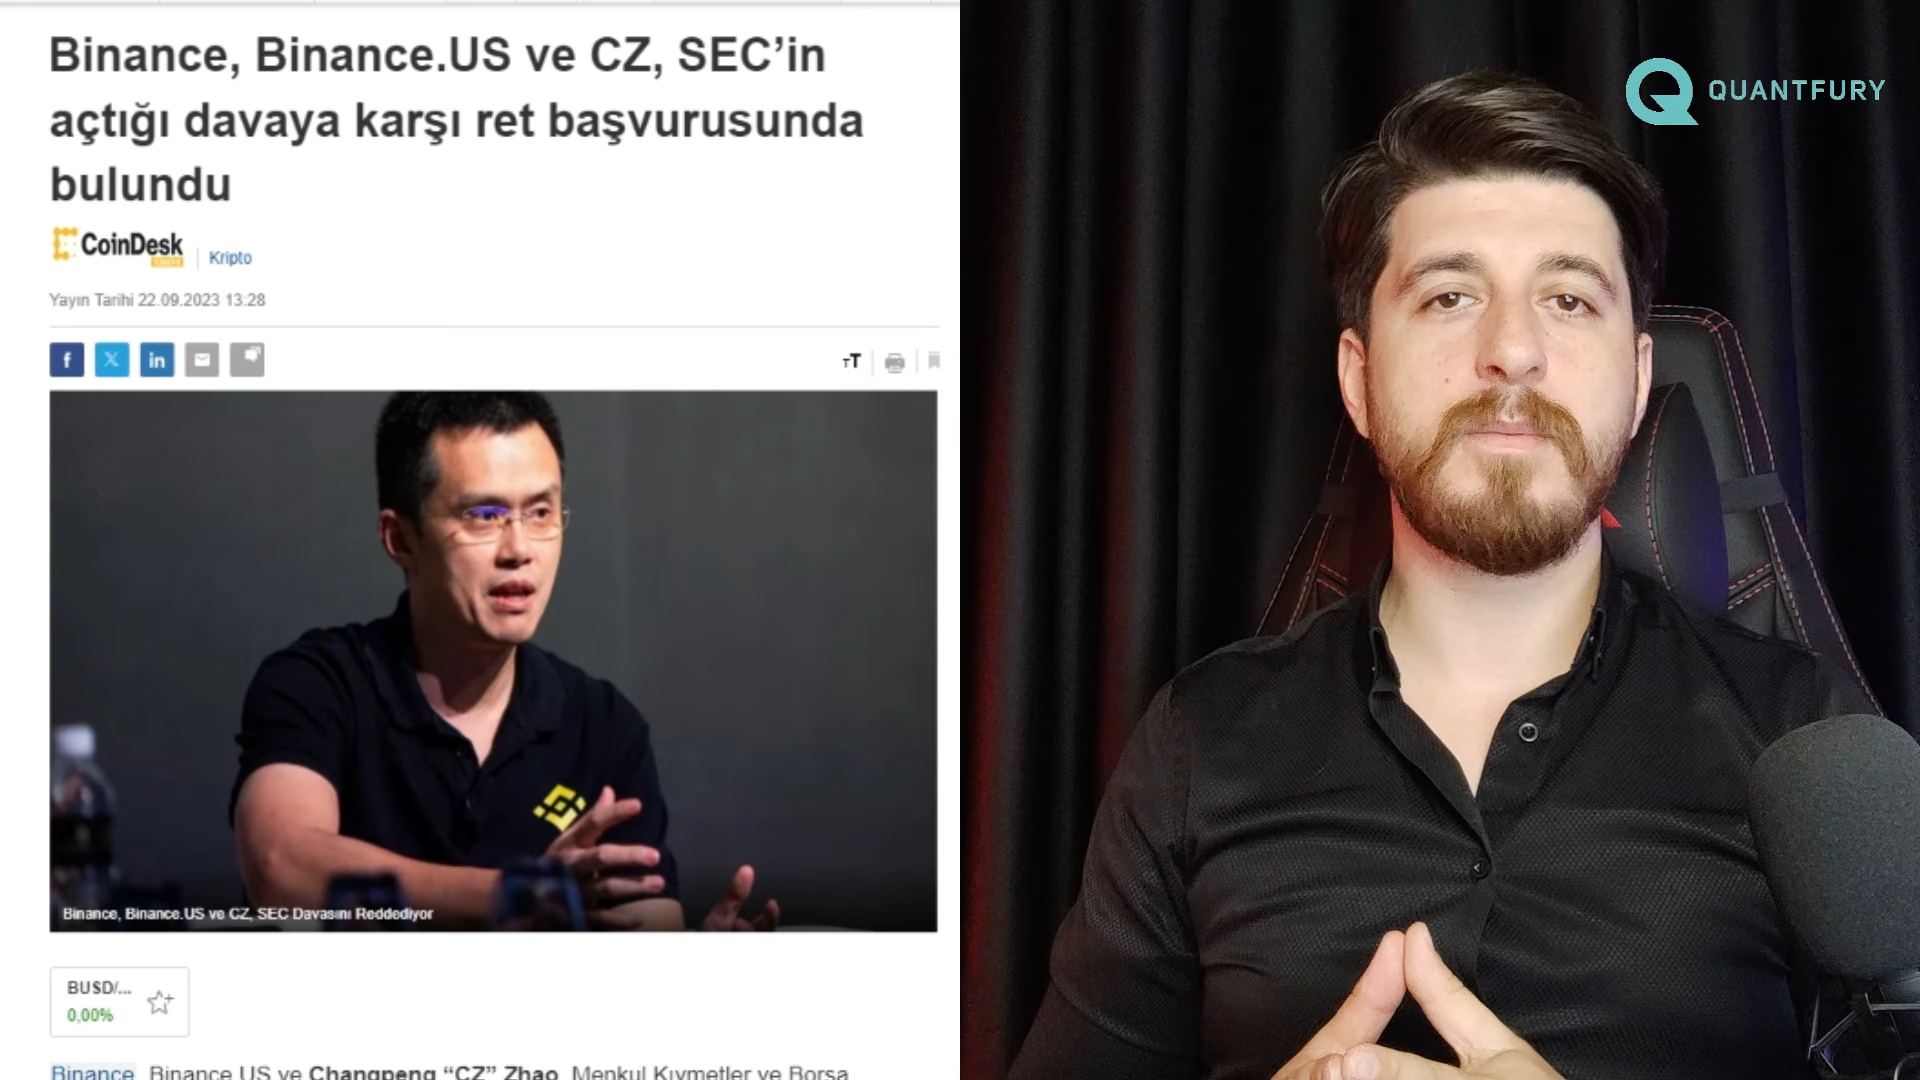 Binance, Binance.US ve CZ, SEC’in
açtığı davaya karşı ret başvurusunda
bulundu
CoinDesk
Kripto
Yayın Tarihi 22.09.2023 13:28
f X in
TT
Binance, Binance.US ve CZ, SEC Davasını Reddediyor
BUSD/...
0,00%
Binance, Binance US ve Changpeng “CZ” Zhao, Menkul Kıymetler ve Borsa
QUANTFURY